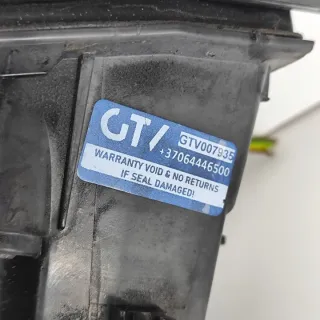 GTV
GTV007935
+37064446500
WARRANTY VOID & NO RETURNS
IF SEAL DAMAGED!